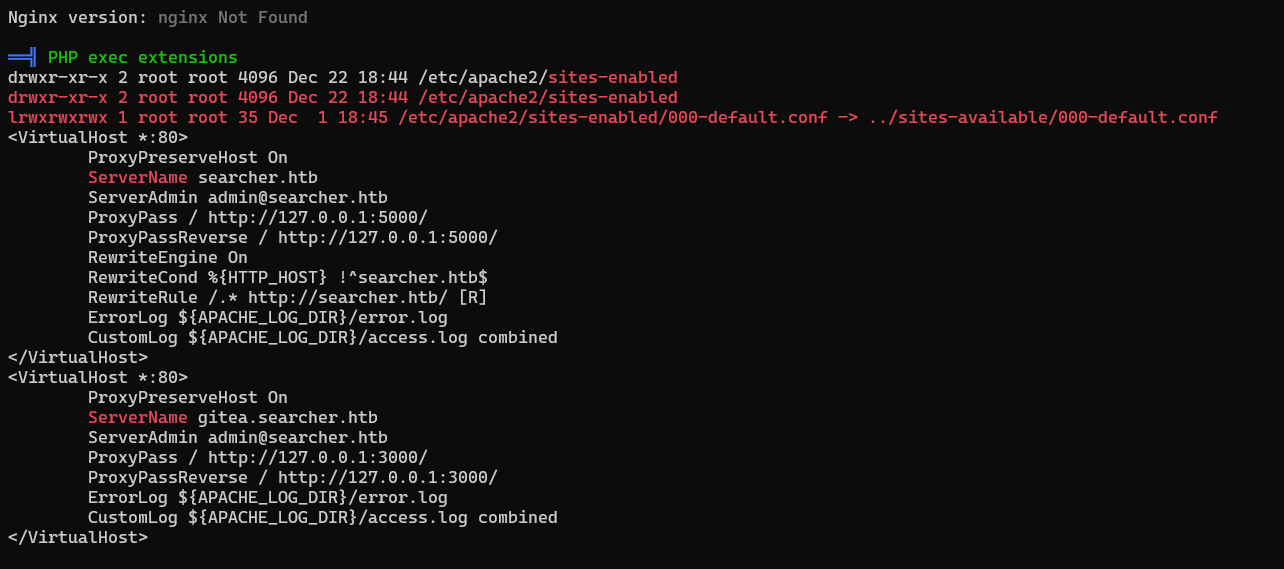 Nginx version: nginx Not Found
══╣ PHP exec extensions
drwxr-xr-x 2 root root 4096 Dec 22 18:44 /etc/apache2/sites-enabled
drwxr-xr-x 2 root root 4096 Dec 22 18:44 /etc/apache2/sites-enabled
lrwxrwxrwx 1 root root 35 Dec  1 18:45 /etc/apache2/sites-enabled/000-default.conf -> ../sites-available/000-default.conf
<VirtualHost *:80>
        ProxyPreserveHost On
        ServerName searcher.htb
        ServerAdmin admin@searcher.htb
        ProxyPass / http://127.0.0.1:5000/
        ProxyPassReverse / http://127.0.0.1:5000/
        RewriteEngine On
        RewriteCond %{HTTP_HOST} !^searcher.htb$
        RewriteRule /.* http://searcher.htb/ [R]
        ErrorLog ${APACHE_LOG_DIR}/error.log
        CustomLog ${APACHE_LOG_DIR}/access.log combined
</VirtualHost>
<VirtualHost *:80>
        ProxyPreserveHost On
        ServerName gitea.searcher.htb
        ServerAdmin admin@searcher.htb
        ProxyPass / http://127.0.0.1:3000/
        ProxyPassReverse / http://127.0.0.1:3000/
        ErrorLog ${APACHE_LOG_DIR}/error.log
        CustomLog ${APACHE_LOG_DIR}/access.log combined
</VirtualHost>